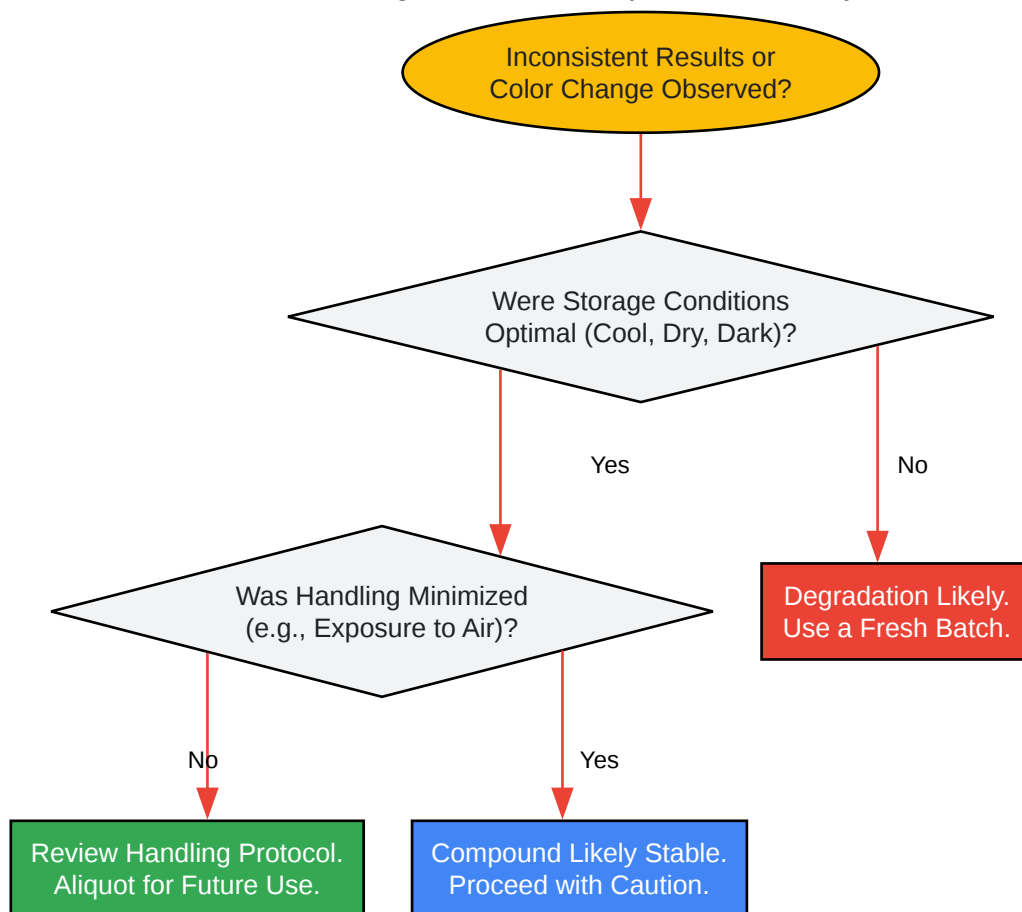 Inconsistent Results or
Color Change Observed?
Were Storage Conditions
Optimal (Cool, Dry, Dark)?
Yes
No
Was Handling Minimized
(e.g., Exposure to Air)?
Degradation Likely.
Use a Fresh Batch.
No
Yes
Review Handling Protocol.
Aliquot for Future Use.
Compound Likely Stable.
Proceed with Caution.